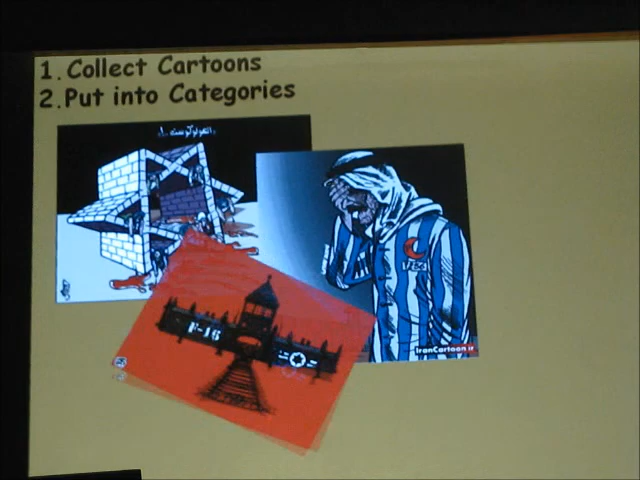 1. Collect Cartoons
2. Put into Categories
F-16
IranCartoon.ir